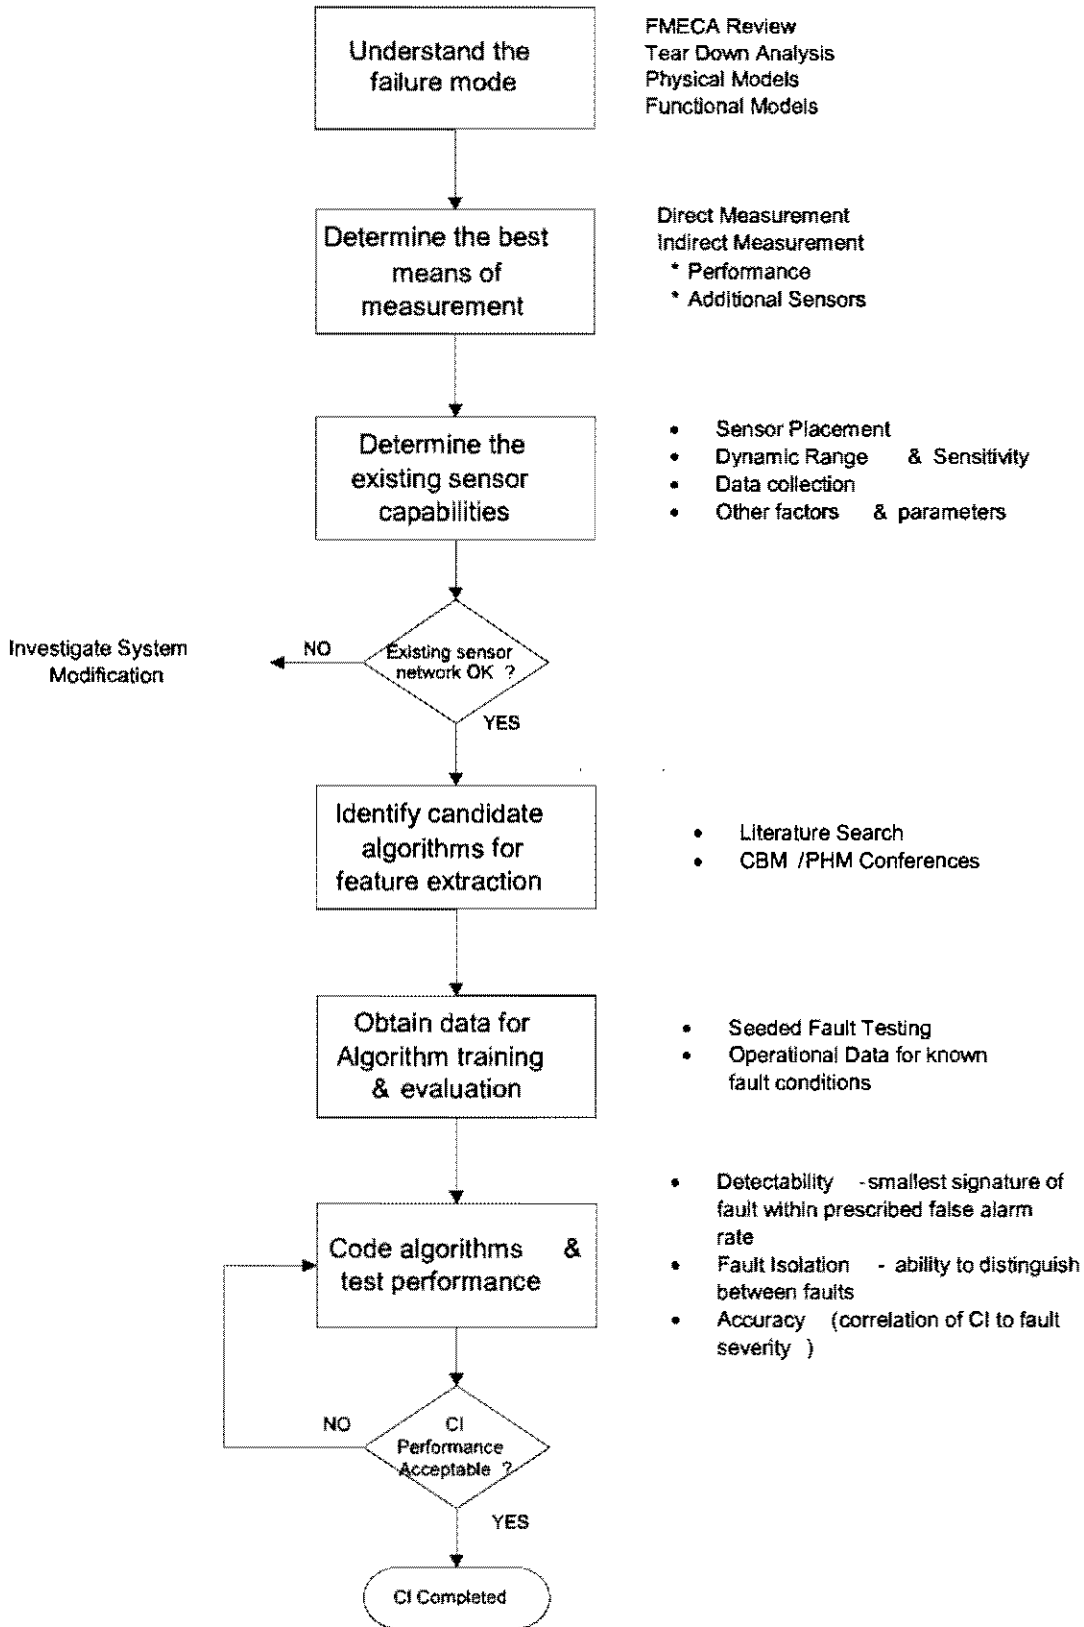 Understand the
failure mode
FMECA Review
Tear Down Analysis
Physical Models
Functional Models
Determine the best
means of
measurement
Direct Measurement
Indirect Measurement
* Performance
* Additional Sensors
Determine the
existing sensor
capabilities
• Sensor Placement
• Dynamic Range & Sensitivity
• Data collection
• Other factors & parameters
Existing sensor
network OK ?
NO
Investigate System
Modification
YES
Identify candidate
algorithms for
feature extraction
• Literature Search
• CBM /PHM Conferences
Obtain data for
Algorithm training
& evaluation
• Seeded Fault Testing
• Operational Data for known
fault conditions
Code algorithms &
test performance
• Detectability -smallest signature of
fault within prescribed false alarm
rate
• Fault Isolation - ability to distinguish
between faults
• Accuracy (correlation of CI to fault
severity )
CI
Performance
Acceptable ?
NO
YES
CI Completed